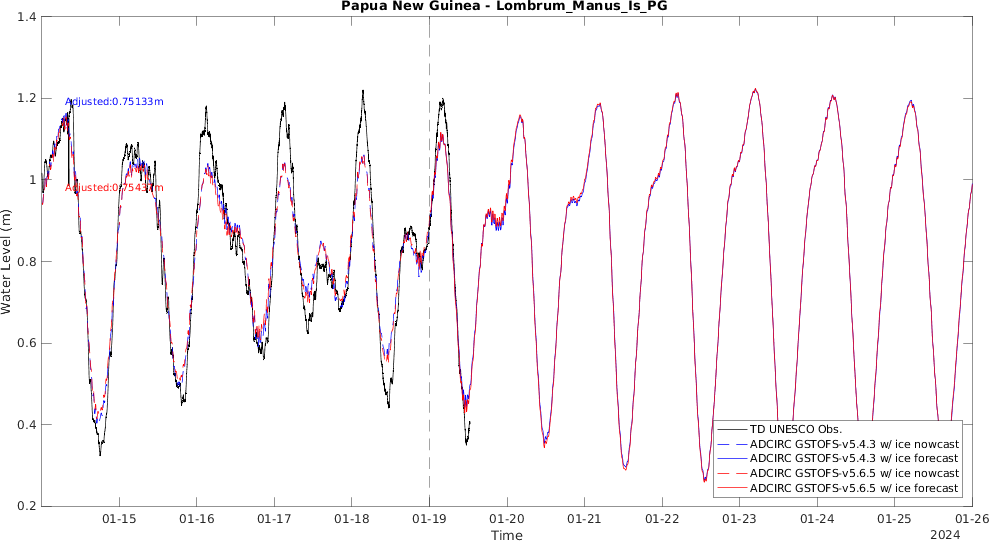 Papua New Guinea - Lombrum_Manus_Is_PG
1.4
1.2
1
0.8
0.6
0.4
0.2
Water Level (m)
Adjusted:0.75133m
TD UNESCO Obs.
ADCIRC GSTOFS-v5.4.3 w/ ice nowcast
ADCIRC GSTOFS-v5.4.3 w/ ice forecast
ADCIRC GSTOFS-v5.6.5 w/ ice nowcast
ADCIRC GSTOFS-v5.6.5 w/ ice forecast
01-15
01-16
01-17
01-18
01-19
01-20
01-21
01-22
01-23
01-24
01-25
01-26
Time
2024